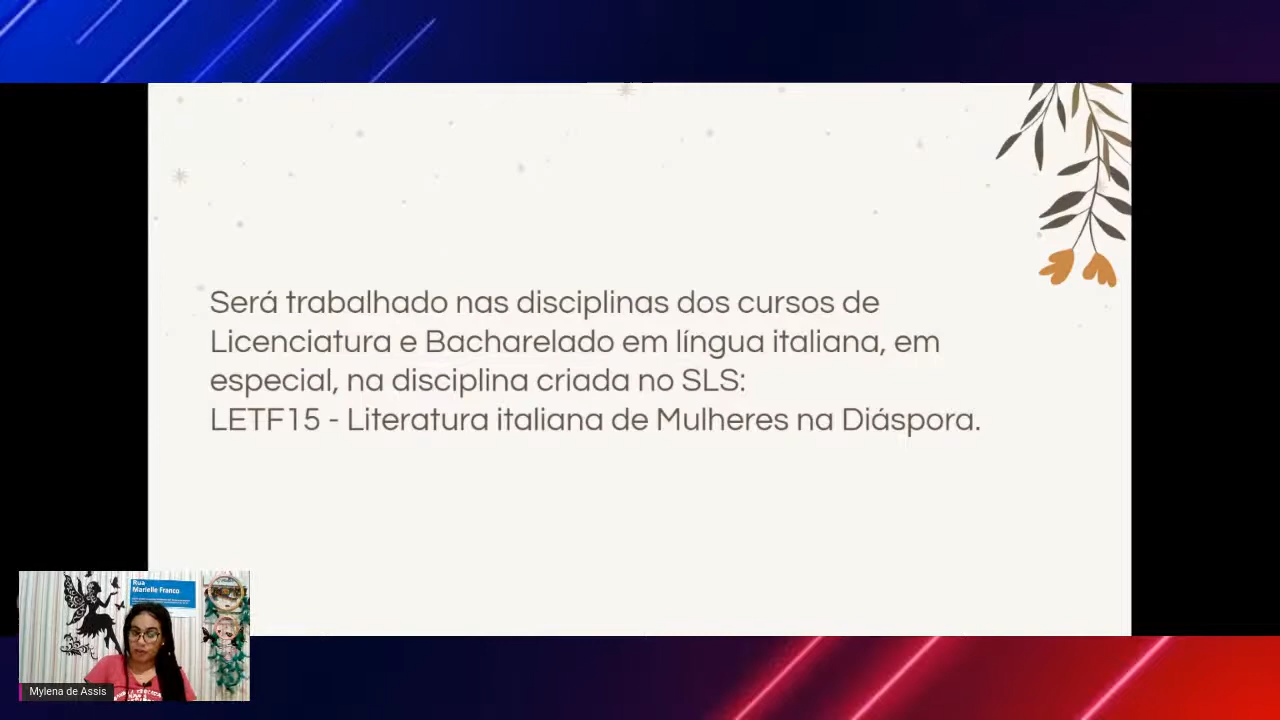 Será trabalhado nas disciplinas dos cursos de
Licenciatura e Bacharelado em língua italiana, em
especial, na disciplina criada no SLS:
LETF15 - Literatura italiana de Mulheres na Diáspora.
Rua
Marielle Franco
Mylena de Assis